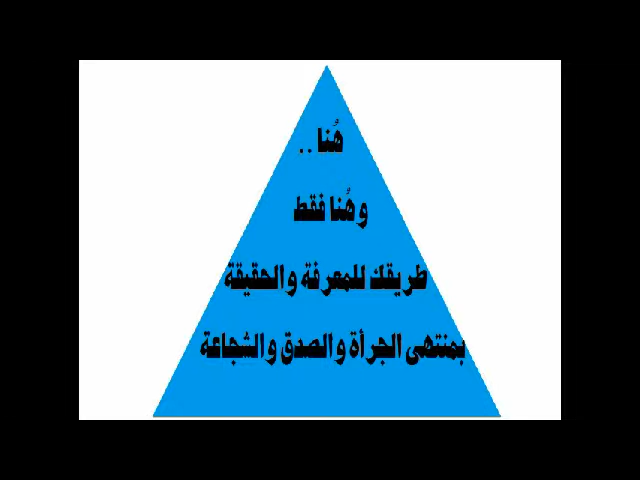 هُنا ..
وهُنا فقط
طريقك للمعرفة والحقيقة
بمنتهى الجرأة والصدق والشجاعة